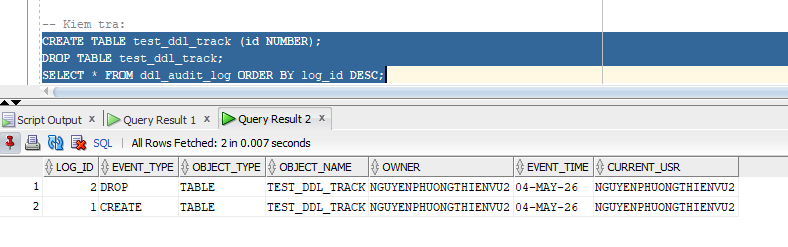 -- Kiem tra:
CREATE TABLE test_ddl_track (id NUMBER);
DROP TABLE test_ddl_track;
SELECT * FROM ddl_audit_log ORDER BY log_id DESC;
Script Output x Query Result 1 x Query Result 2 x
SQL | All Rows Fetched: 2 in 0.007 seconds
LOG_ID EVENT_TYPE OBJECT_TYPE OBJECT_NAME OWNER EVENT_TIME CURRENT_USR
1 2 DROP TABLE TEST_DDL_TRACK NGUYENPHUONGTHIENVU2 04-MAY-26 NGUYENPHUONGTHIENVU2
2 1 CREATE TABLE TEST_DDL_TRACK NGUYENPHUONGTHIENVU2 04-MAY-26 NGUYENPHUONGTHIENVU2